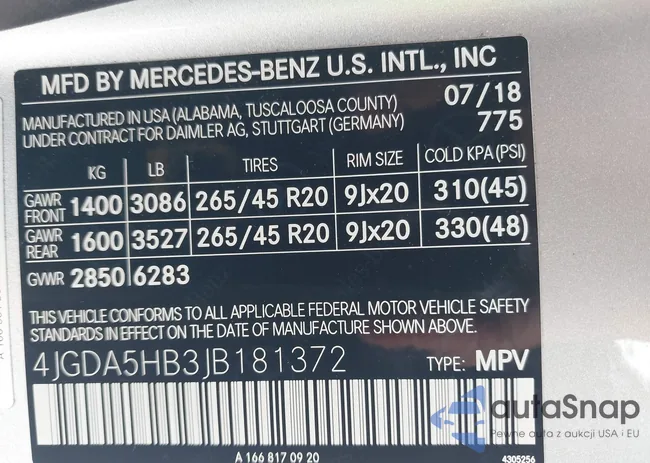 MFD BY MERCEDES-BENZ U.S. INTL., INC
MANUFACTURED IN USA (ALABAMA, TUSCALOOSA COUNTY) 07/18
UNDER CONTRACT FOR DAIMLER AG, STUTTGART (GERMANY) 775
KG LB TIRES RIM SIZE COLD KPA (PSI)
GAWR FRONT 1400 3086 265/45 R20 9Jx20 310(45)
GAWR REAR 1600 3527 265/45 R20 9Jx20 330(48)
GVWR 2850 6283
THIS VEHICLE CONFORMS TO ALL APPLICABLE FEDERAL MOTOR VEHICLE SAFETY
STANDARDS IN EFFECT ON THE DATE OF MANUFACTURE SHOWN ABOVE.
4JGDA5HB3JB181372 TYPE: MPV
autaSnap
Pewne auta z aukcji USA i EU
A 166 817 09 20 4305256